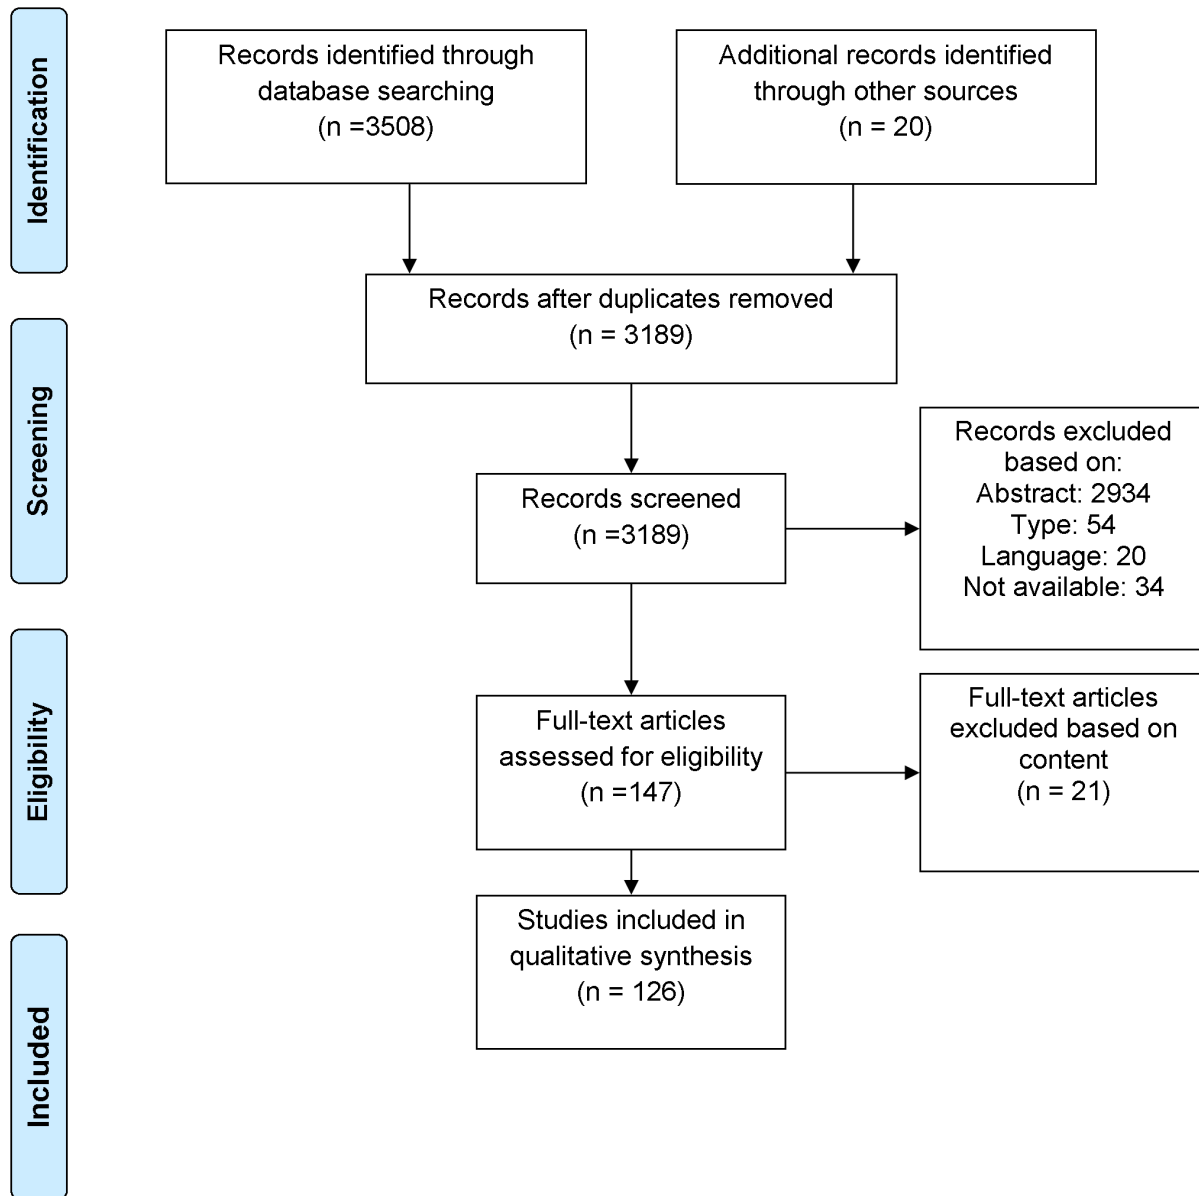 Identification
Records identified through
database searching
(n =3508)
Additional records identified
through other sources
(n = 20)
Records after duplicates removed
(n = 3189)
Screening
Records screened
(n =3189)
Records excluded
based on:
Abstract: 2934
Type: 54
Language: 20
Not available: 34
Eligibility
Full-text articles
assessed for eligibility
(n =147)
Full-text articles
excluded based on
content
(n = 21)
Included
Studies included in
qualitative synthesis
(n = 126)